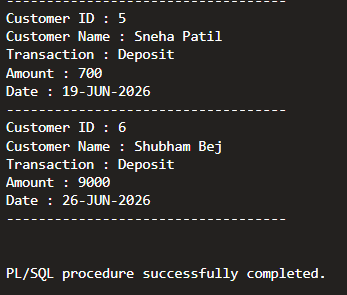 -----------------------------------
Customer ID : 5
Customer Name : Sneha Patil
Transaction : Deposit
Amount : 700
Date : 19-JUN-2026
-----------------------------------
Customer ID : 6
Customer Name : Shubham Bej
Transaction : Deposit
Amount : 9000
Date : 26-JUN-2026
-----------------------------------
PL/SQL procedure successfully completed.